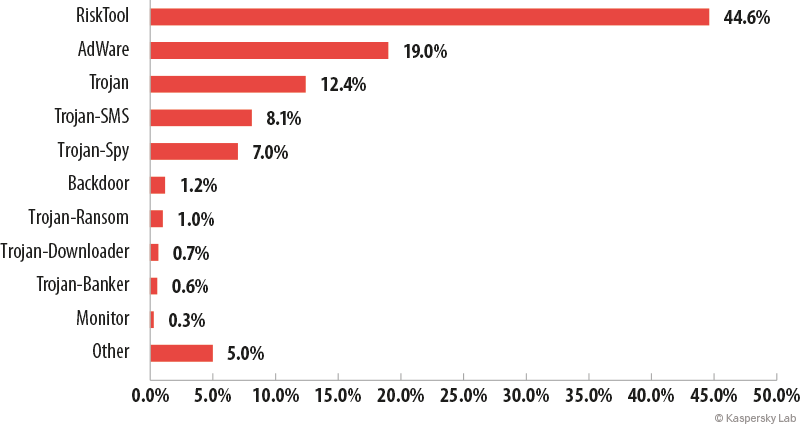 RiskTool 44.6%
AdWare 19.0%
Trojan 12.4%
Trojan-SMS 8.1%
Trojan-Spy 7.0%
Backdoor 1.2%
Trojan-Ransom 1.0%
Trojan-Downloader 0.7%
Trojan-Banker 0.6%
Monitor 0.3%
Other 5.0%
0.0% 5.0% 10.0% 15.0% 20.0% 25.0% 30.0% 35.0% 40.0% 45.0% 50.0%
© Kaspersky Lab